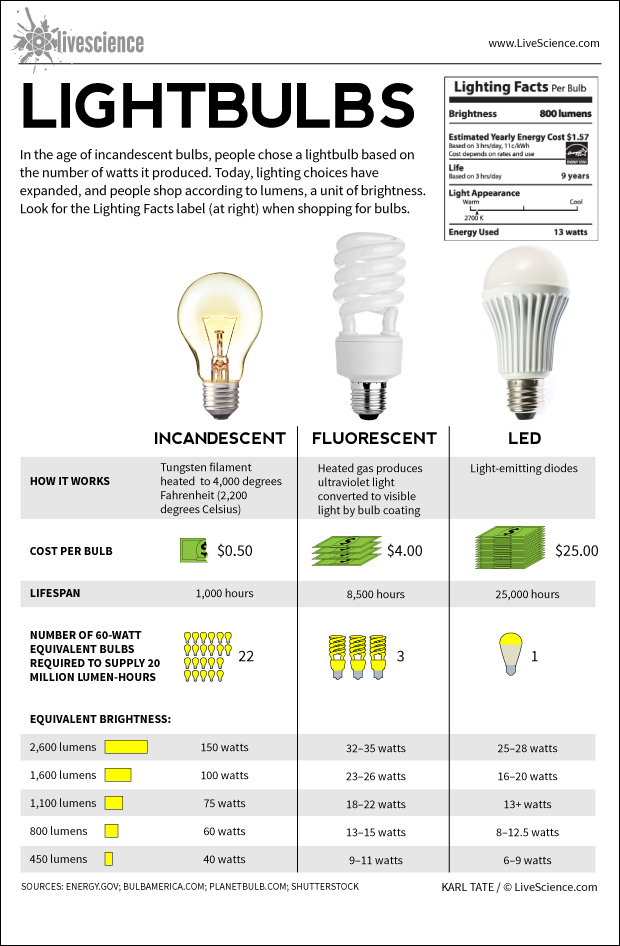 livescience
www.LiveScience.com
LIGHTBULBS
In the age of incandescent bulbs, people chose a lightbulb based on
the number of watts it produced. Today, lighting choices have
expanded, and people shop according to lumens, a unit of brightness.
Look for the Lighting Facts label (at right) when shopping for bulbs.
Lighting Facts Per Bulb
Brightness 800 lumens
Estimated Yearly Energy Cost $1.57
Based on 3 hrs/day, 11c/kWh
Cost depends on rates and use
Life
Based on 3 hrs/day 9 years
Light Appearance
Warm Cool
2700 K
Energy Used 13 watts
INCANDESCENT FLUORESCENT LED
HOW IT WORKS
Tungsten filament
heated to 4,000 degrees
Fahrenheit (2,200
degrees Celsius)
Heated gas produces
ultraviolet light
converted to visible
light by bulb coating
Light-emitting diodes
COST PER BULB $0.50 $4.00 $25.00
LIFESPAN 1,000 hours 8,500 hours 25,000 hours
NUMBER OF 60-WATT
EQUIVALENT BULBS
REQUIRED TO SUPPLY 20
MILLION LUMEN-HOURS
22 3 1
EQUIVALENT BRIGHTNESS:
2,600 lumens 150 watts 32–35 watts 25–28 watts
1,600 lumens 100 watts 23–26 watts 16–20 watts
1,100 lumens 75 watts 18–22 watts 13+ watts
800 lumens 60 watts 13–15 watts 8–12.5 watts
450 lumens 40 watts 9–11 watts 6–9 watts
SOURCES: ENERGY.GOV; BULBAMERICA.COM; PLANETBULB.COM; SHUTTERSTOCK
KARL TATE / © LiveScience.com